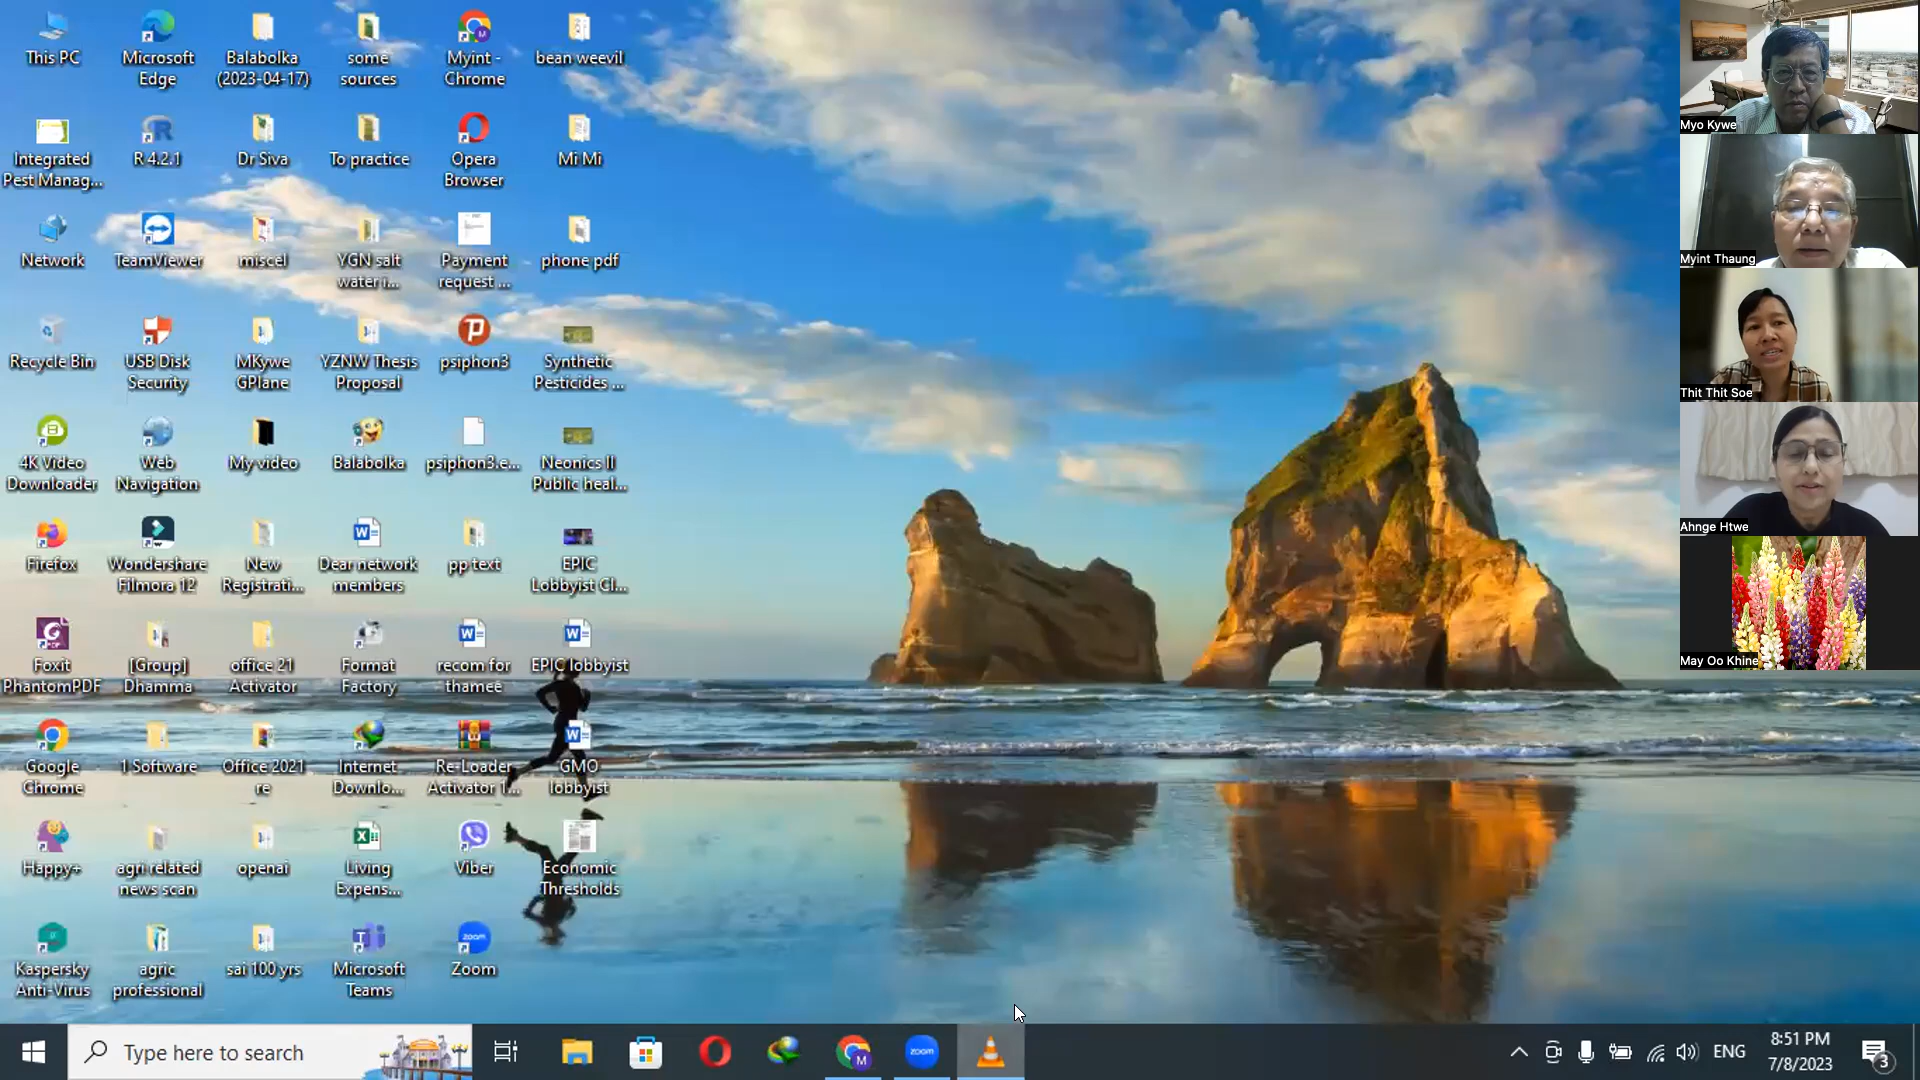 This PC
Microsoft
Edge
Balabolka
(2023-04-17)
some
sources
Myint -
Chrome
bean weevil
Integrated
Pest Manag...
R 4.2.1
Dr Siva
To practice
Opera
Browser
Mi Mi
Network
TeamViewer
miscel
YGN salt
water i...
Payment
request ...
phone pdf
Recycle Bin
USB Disk
Security
MKywe
GPlane
YZNW Thesis
Proposal
psiphon3
Synthetic
Pesticides ...
4K Video
Downloader
Web
Navigation
My video
Balabolka
psiphon3.e...
Neonics II
Public heal...
Firefox
Wondershare
Filmora 12
New
Registrati...
Dear network
members
pp text
EPIC
Lobbyist Cl...
Foxit
PhantomPDF
[Group]
Dhamma
office 21
Activator
Format
Factory
recom for
thamee
EPIC lobbyist
Google
Chrome
1 Software
Office 2021
re
Internet
Downlo...
Re-Loader
Activator 1...
GMO
lobbyist
Happy+
agri related
news scan
openai
Living
Expens...
Viber
Economic
Thresholds
Kaspersky
Anti-Virus
agric
professional
sai 100 yrs
Microsoft
Teams
Zoom
Myo Kywe
Myint Thaung
Thit Thit Soe
Ahnge Htwe
May Oo Khine
Type here to search
zoom
ENG
8:51 PM
7/8/2023
3